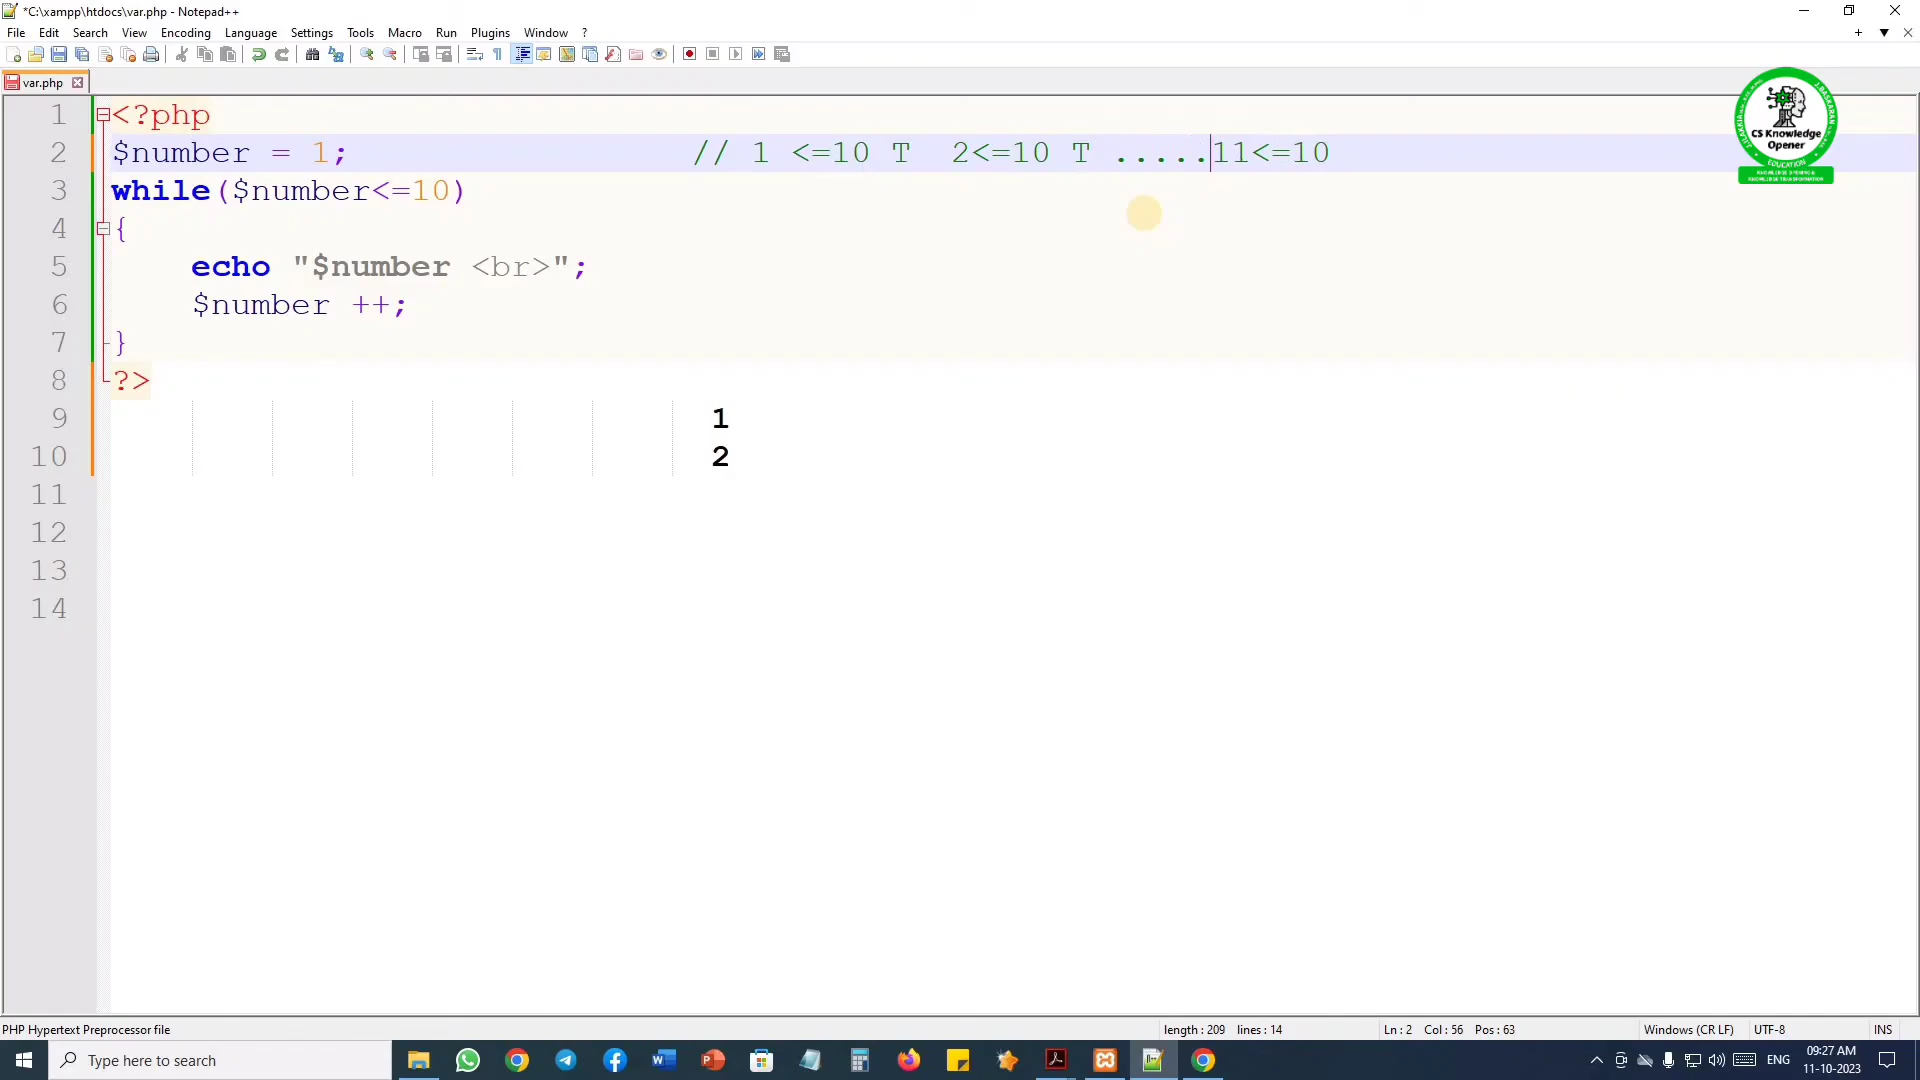 *C:\xampp\htdocs\var.php - Notepad++
File Edit Search View Encoding Language Settings Tools Macro Run Plugins Window ?
var.php
1 <?php
2 $number = 1; // 1 <=10 T 2<=10 T .....11<=10
3 while($number<=10)
4 {
5 echo "$number <br>";
6 $number ++;
7 }
8 ?>
9 1
10 2
11
12
13
14
CS Knowledge
Opener
EDUCATION
KNOWLEDGE OPENING &
KNOWLEDGE TRANSFORMATION
PHP Hypertext Preprocessor file length : 209 lines : 14 Ln : 2 Col : 56 Pos : 63 Windows (CR LF) UTF-8 INS
Type here to search ENG 09:27 AM
11-10-2023